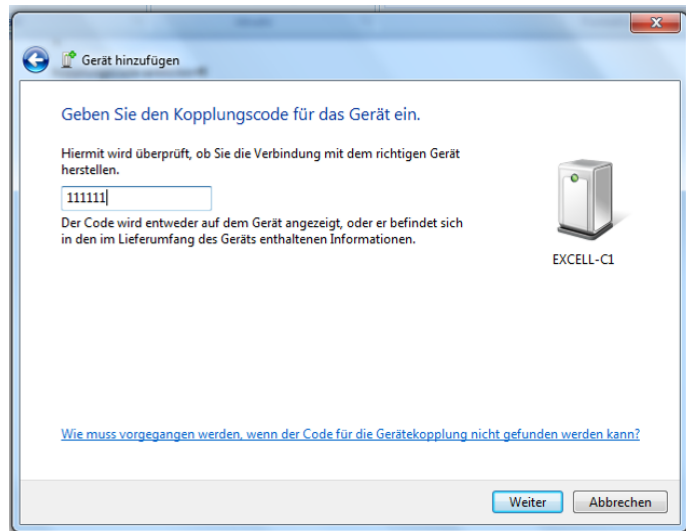 Gerät hinzufügen
Geben Sie den Kopplungscode für das Gerät ein.
Hiermit wird überprüft, ob Sie die Verbindung mit dem richtigen Gerät
herstellen.
111111
Der Code wird entweder auf dem Gerät angezeigt, oder er befindet sich
in den im Lieferumfang des Geräts enthaltenen Informationen.
EXCELL-C1
Wie muss vorgegangen werden, wenn der Code für die Gerätekopplung nicht gefunden werden kann?
Weiter
Abbrechen